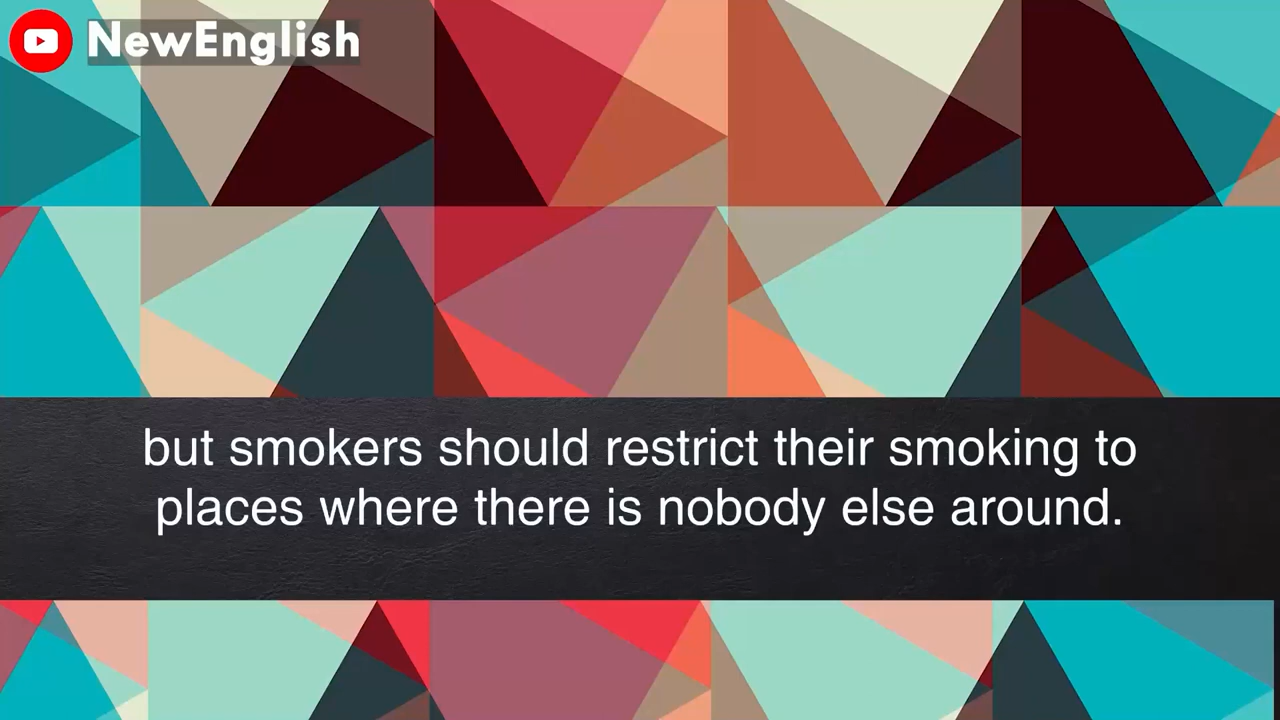 NewEnglish
but smokers should restrict their smoking to
places where there is nobody else around.